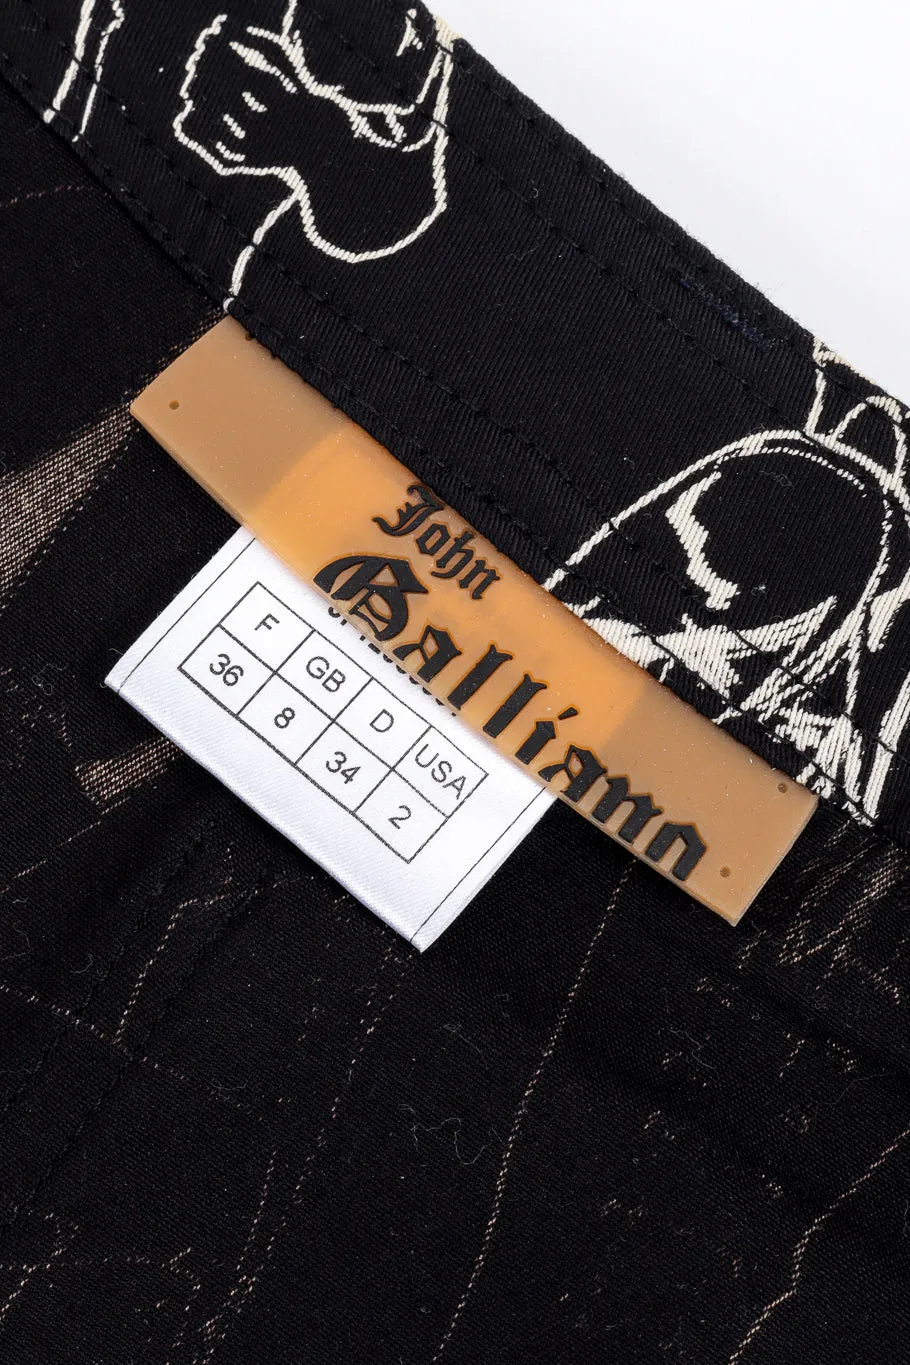 John
Galliano
F GB D USA
36 8 34 2